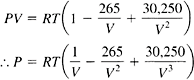 PV = RT(1 − 265/V + 30,250/V²)
∴ P = RT(1/V − 265/V² + 30,250/V³)